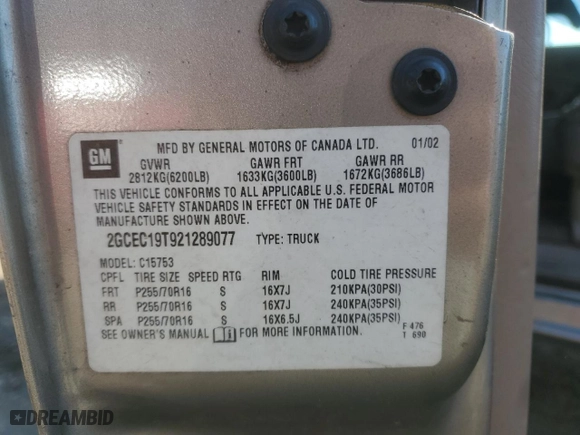 GM
MFD BY GENERAL MOTORS OF CANADA LTD. 01/02
GVWR GAWR FRT GAWR RR
2812KG(6200LB) 1633KG(3600LB) 1672KG(3686LB)
THIS VEHICLE CONFORMS TO ALL APPLICABLE U.S. FEDERAL MOTOR
VEHICLE SAFETY STANDARDS IN EFFECT ON THE DATE OF
MANUFACTURE SHOWN ABOVE.
2GCEC19T921289077 TYPE: TRUCK
MODEL: C15753
CPFL TIRE SIZE SPEED RTG RIM COLD TIRE PRESSURE
FRT P255/70R16 S 16X7J 210KPA(30PSI)
RR P255/70R16 S 16X7J 240KPA(35PSI)
SPA P255/70R16 S 16X6.5J 240KPA(35PSI)
SEE OWNER'S MANUAL FOR MORE INFORMATION.
F 476
T 690
DREAMBID